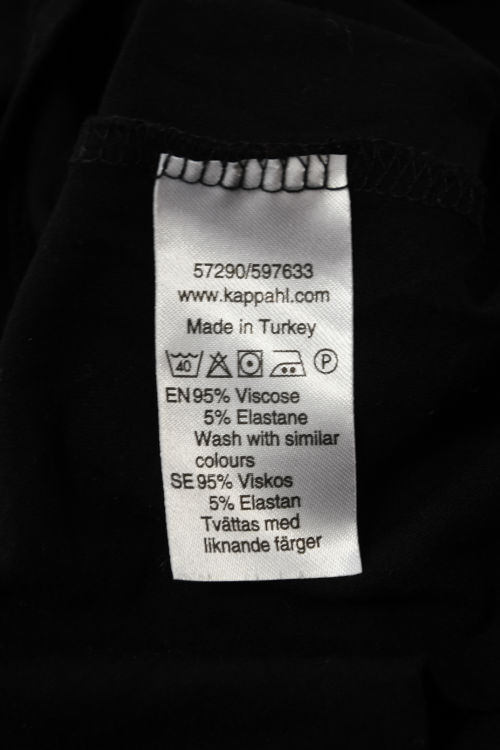 57290/597633
www.kappahl.com
Made in Turkey
40 P
EN 95% Viscose
5% Elastane
Wash with similar
colours
SE 95% Viskos
5% Elastan
Tvättas med
liknande färger